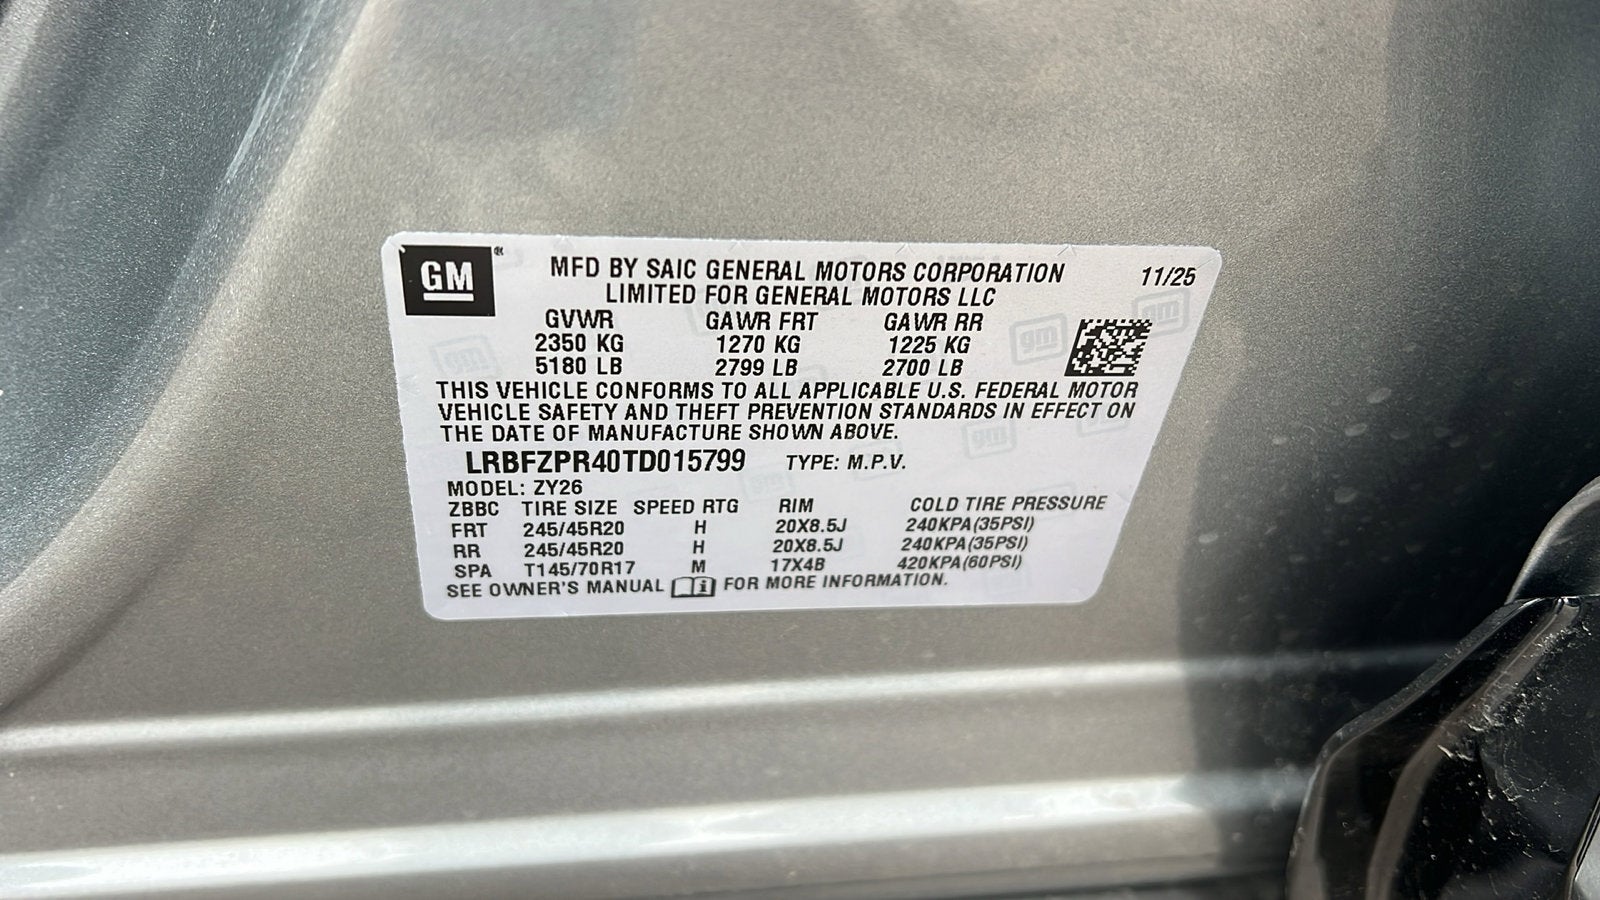 GM ®
MFD BY SAIC GENERAL MOTORS CORPORATION 11/25
LIMITED FOR GENERAL MOTORS LLC
GVWR GAWR FRT GAWR RR
2350 KG 1270 KG 1225 KG
5180 LB 2799 LB 2700 LB
THIS VEHICLE CONFORMS TO ALL APPLICABLE U.S. FEDERAL MOTOR
VEHICLE SAFETY AND THEFT PREVENTION STANDARDS IN EFFECT ON
THE DATE OF MANUFACTURE SHOWN ABOVE.
LRBFZPR40TD015799 TYPE: M.P.V.
MODEL: ZY26
ZBBC TIRE SIZE SPEED RTG RIM COLD TIRE PRESSURE
FRT 245/45R20 H 20X8.5J 240KPA(35PSI)
RR 245/45R20 H 20X8.5J 240KPA(35PSI)
SPA T145/70R17 M 17X4B 420KPA(60PSI)
SEE OWNER'S MANUAL i FOR MORE INFORMATION.